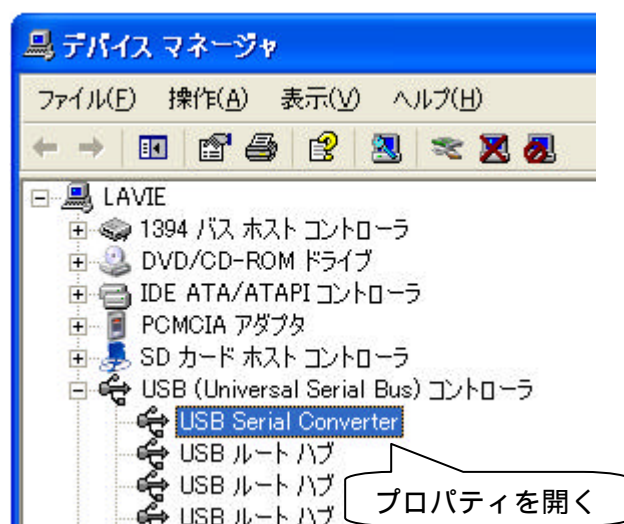 デバイス マネージャ
ファイル(F) 操作(A) 表示(V) ヘルプ(H)
LAVIE
1394 バス ホスト コントローラ
DVD/CD-ROM ドライブ
IDE ATA/ATAPI コントローラ
PCMCIA アダプタ
SD カード ホスト コントローラ
USB (Universal Serial Bus) コントローラ
USB Serial Converter
USB ルート ハブ
USB ルート ハブ
USB ルート ハブ
プロパティを開く